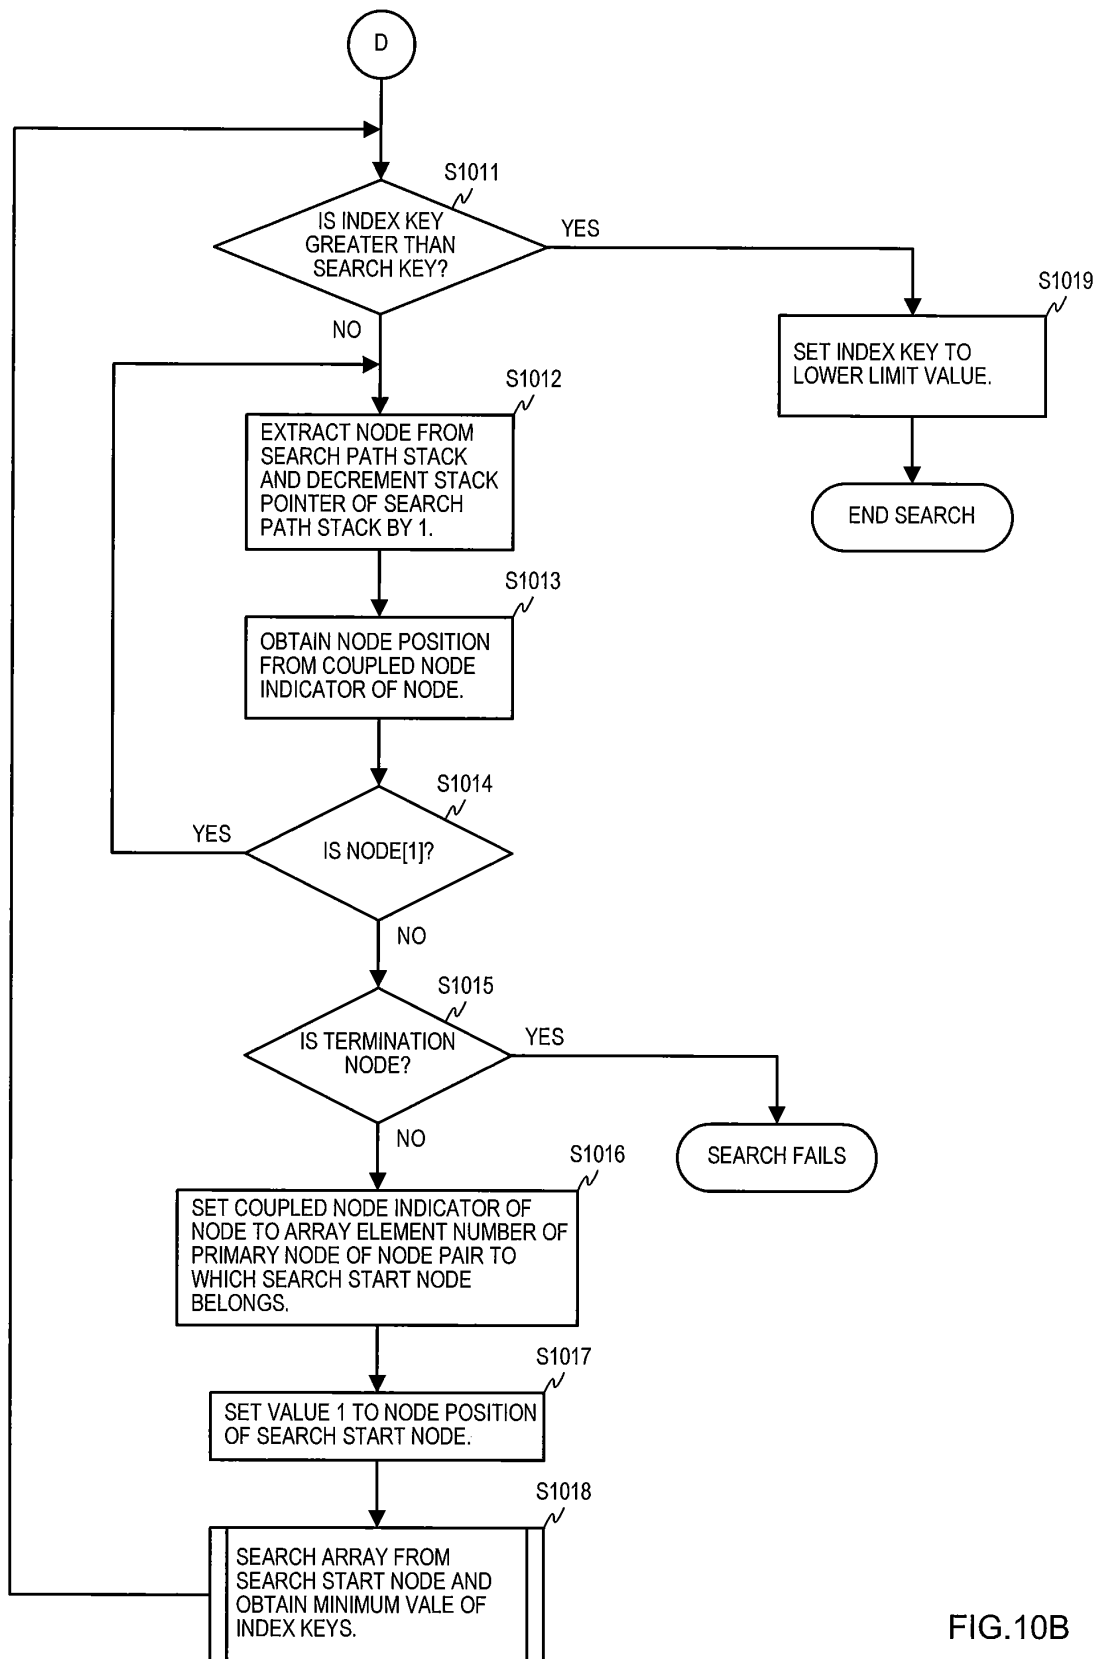 D
S1011
IS INDEX KEY
GREATER THAN
SEARCH KEY?
YES
NO
S1019
SET INDEX KEY TO
LOWER LIMIT VALUE.
END SEARCH
S1012
EXTRACT NODE FROM
SEARCH PATH STACK
AND DECREMENT STACK
POINTER OF SEARCH
PATH STACK BY 1.
S1013
OBTAIN NODE POSITION
FROM COUPLED NODE
INDICATOR OF NODE.
S1014
YES
IS NODE[1]?
NO
S1015
IS TERMINATION
NODE?
YES
NO
SEARCH FAILS
S1016
SET COUPLED NODE INDICATOR OF
NODE TO ARRAY ELEMENT NUMBER OF
PRIMARY NODE OF NODE PAIR TO
WHICH SEARCH START NODE
BELONGS.
S1017
SET VALUE 1 TO NODE POSITION
OF SEARCH START NODE.
S1018
SEARCH ARRAY FROM
SEARCH START NODE AND
OBTAIN MINIMUM VALE OF
INDEX KEYS.
FIG.10B